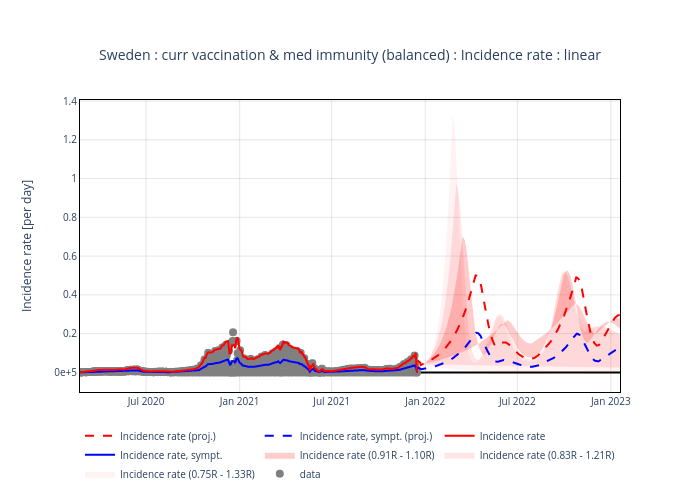 Sweden : curr vaccination & med immunity (balanced) : Incidence rate : linear
Incidence rate [per day]
1.4
1.2
1
0.8
0.6
0.4
0.2
0e+5
Jul 2020
Jan 2021
Jul 2021
Jan 2022
Jul 2022
Jan 2023
Incidence rate (proj.)
Incidence rate, sympt. (proj.)
Incidence rate
Incidence rate, sympt.
Incidence rate (0.91R - 1.10R)
Incidence rate (0.83R - 1.21R)
Incidence rate (0.75R - 1.33R)
data